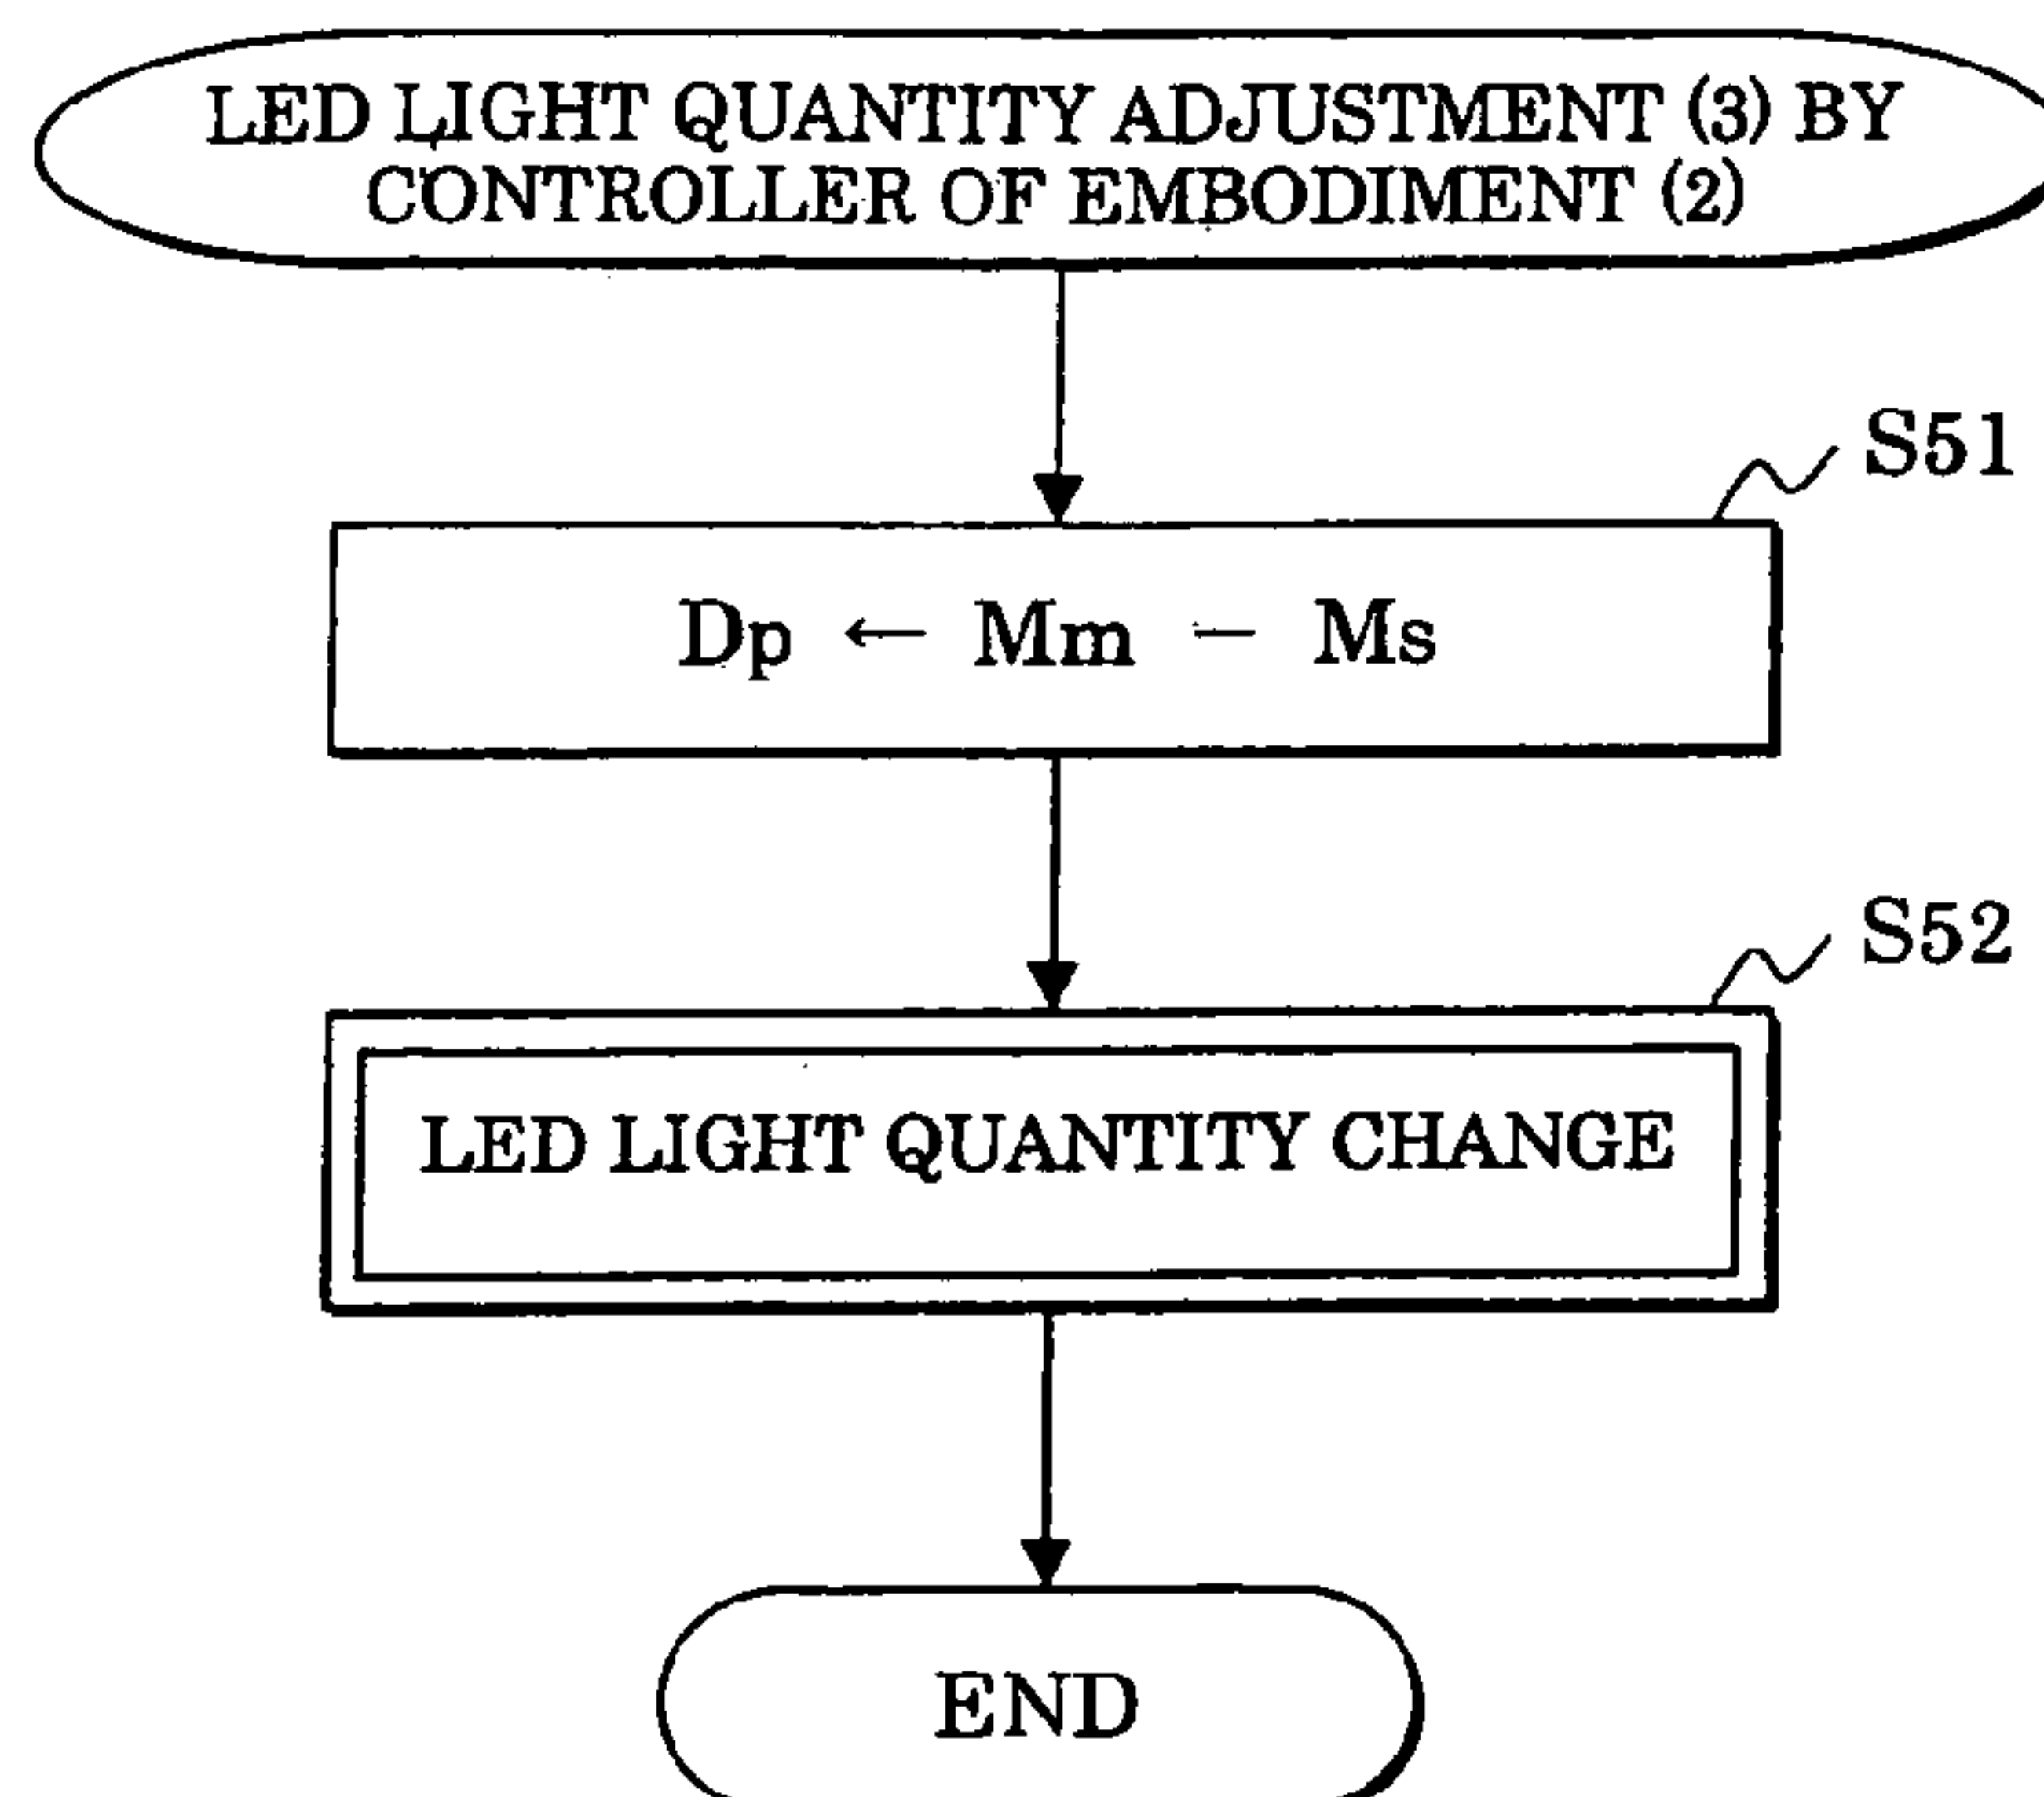 LED LIGHT QUANTITY ADJUSTMENT (3) BY
CONTROLLER OF EMBODIMENT (2)
S51
Dp ← Mm − Ms
S52
LED LIGHT QUANTITY CHANGE
END